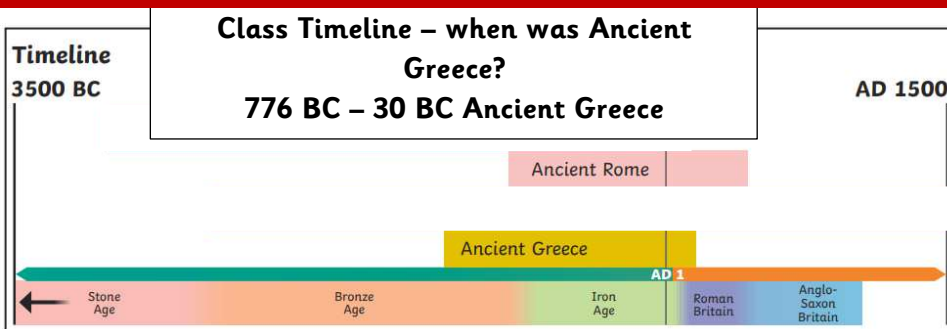 Class Timeline – when was Ancient
Greece?
776 BC – 30 BC Ancient Greece
Timeline
3500 BC
AD 1500
Ancient Rome
Ancient Greece
AD 1
Stone
Age
Bronze
Age
Iron
Age
Roman
Britain
Anglo-
Saxon
Britain